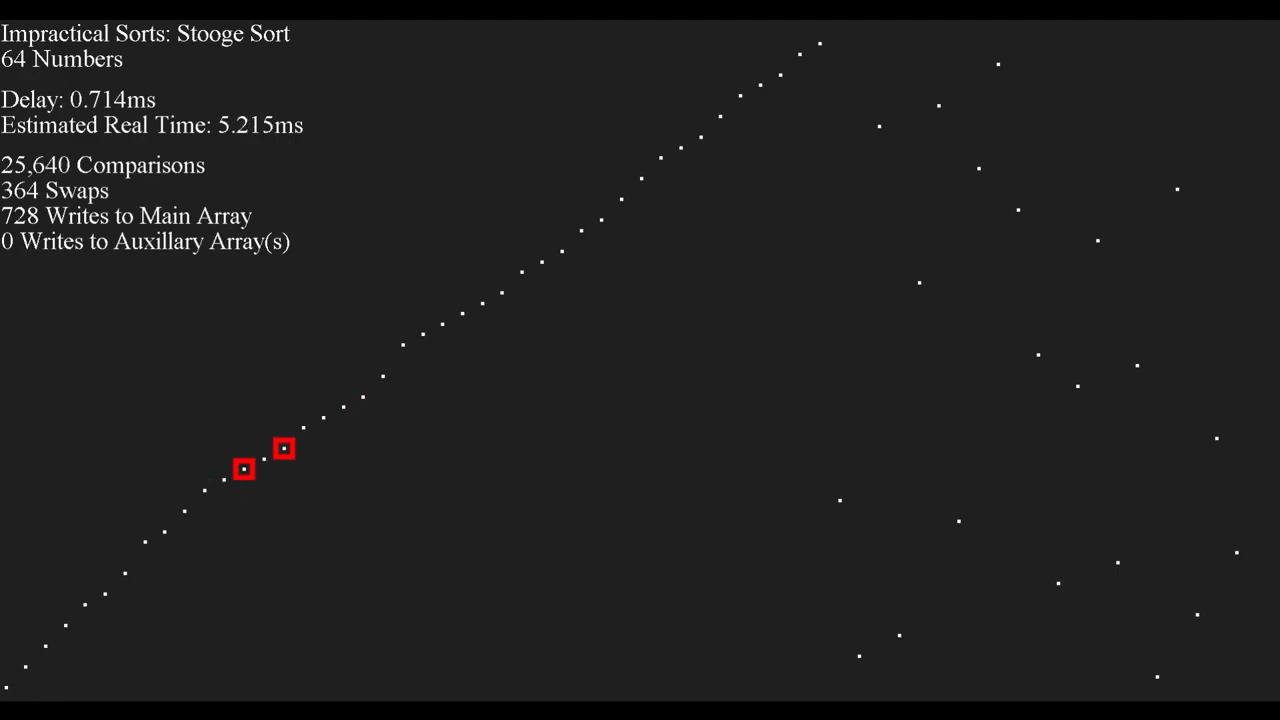 Impractical Sorts: Stooge Sort
64 Numbers
Delay: 0.714ms
Estimated Real Time: 5.215ms
25,640 Comparisons
364 Swaps
728 Writes to Main Array
0 Writes to Auxillary Array(s)